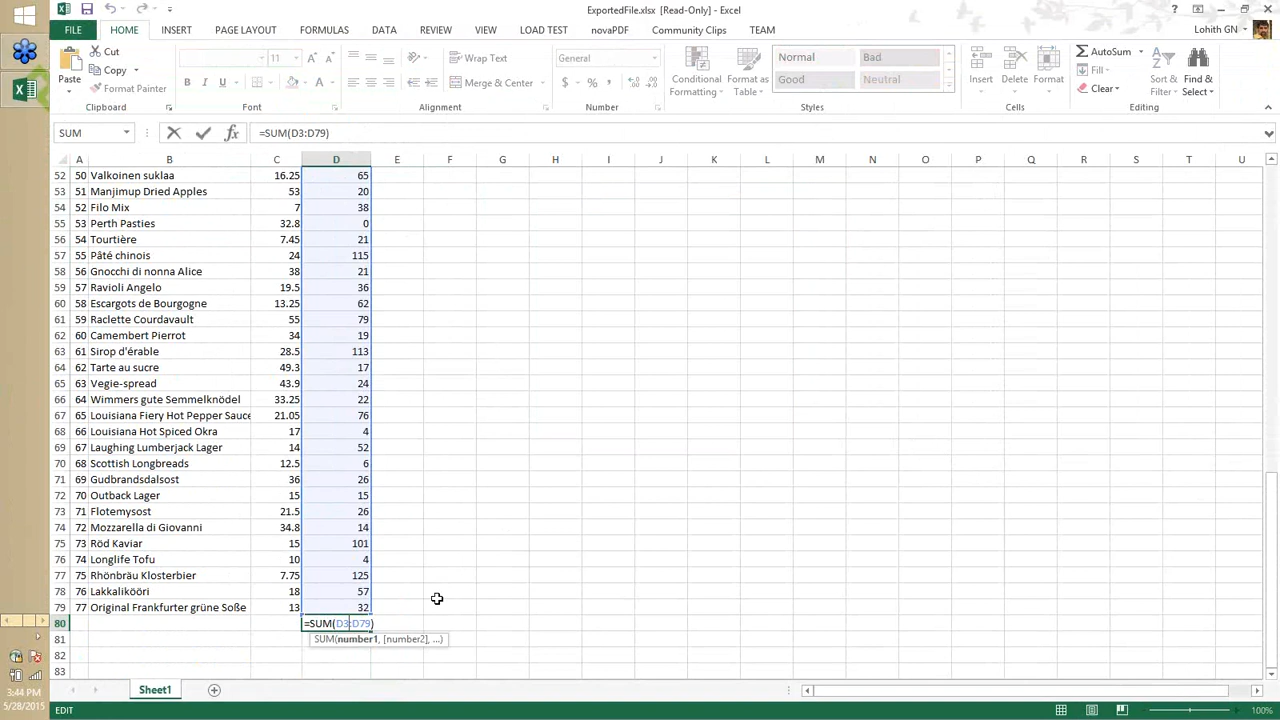 ExportedFile.xlsx [Read-Only] - Excel
FILE HOME INSERT PAGE LAYOUT FORMULAS DATA REVIEW VIEW LOAD TEST novaPDF Community Clips TEAM Lohith GN
Cut
Copy
Format Painter
Paste
Clipboard
11
B I U
Font
Wrap Text
Merge & Center
Alignment
General
$ % ,
Number
Conditional Formatting
Format as Table
Normal Bad
Good Neutral
Styles
Insert Delete Format
Cells
AutoSum
Fill
Clear
Sort & Filter
Find & Select
Editing
SUM fx =SUM(D3:D79)
A B C D E F G H I J K L M N O P Q R S T U
52 50 Valkoinen suklaa 16.25 65
53 51 Manjimup Dried Apples 53 20
54 52 Filo Mix 7 38
55 53 Perth Pasties 32.8 0
56 54 Tourtière 7.45 21
57 55 Pâté chinois 24 115
58 56 Gnocchi di nonna Alice 38 21
59 57 Ravioli Angelo 19.5 36
60 58 Escargots de Bourgogne 13.25 62
61 59 Raclette Courdavault 55 79
62 60 Camembert Pierrot 34 19
63 61 Sirop d'érable 28.5 113
64 62 Tarte au sucre 49.3 17
65 63 Vegie-spread 43.9 24
66 64 Wimmers gute Semmelknödel 33.25 22
67 65 Louisiana Fiery Hot Pepper Sauce 21.05 76
68 66 Louisiana Hot Spiced Okra 17 4
69 67 Laughing Lumberjack Lager 14 52
70 68 Scottish Longbreads 12.5 6
71 69 Gudbrandsdalsost 36 26
72 70 Outback Lager 15 15
73 71 Flotemysost 21.5 26
74 72 Mozzarella di Giovanni 34.8 14
75 73 Röd Kaviar 15 101
76 74 Longlife Tofu 10 4
77 75 Rhönbräu Klosterbier 7.75 125
78 76 Lakkalikööri 18 57
79 77 Original Frankfurter grüne Soße 13 32
80 =SUM(D3:D79)
81 SUM(number1, [number2], ...)
82
83
Sheet1
EDIT 100%
3:44 PM
5/28/2015